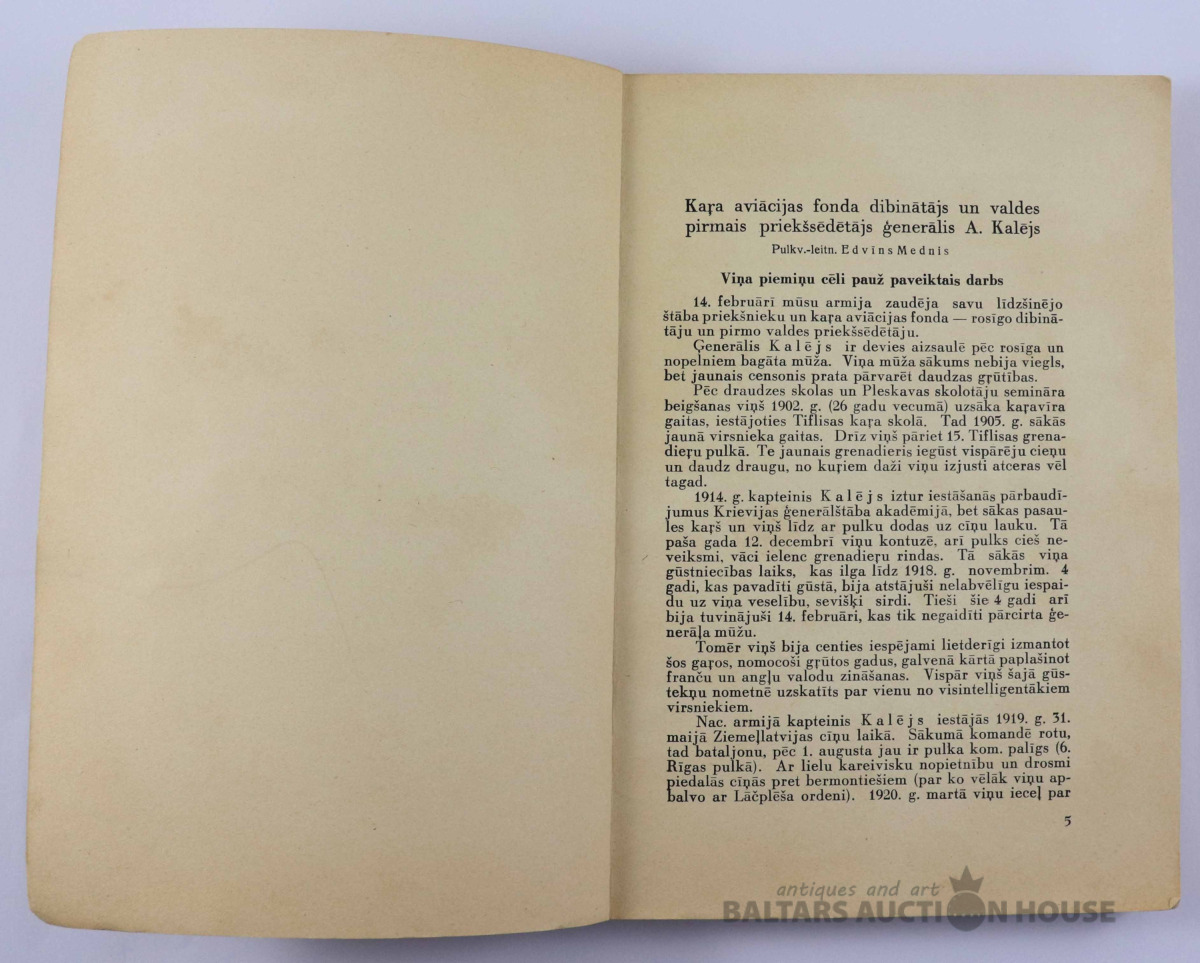 Kaŗa aviācijas fonda dibinātājs un valdes
pirmais priekšsēdētājs ģenerālis A. Kalējs
Pulkv.-leitn. Edvīns Mednis
Viņa piemiņu cēli pauž paveiktais darbs
14. februārī mūsu armija zaudēja savu līdzšinējo
štāba priekšnieku un kaŗa aviācijas fonda — rosīgo dibinā-
tāju un pirmo valdes priekšsēdētāju.
Ģenerālis Kalējs ir devies aizsaulē pēc rosīga un
nopelniem bagāta mūža. Viņa mūža sākums nebija viegls,
bet jaunais censonis prata pārvarēt daudzas gŗūtības.
Pēc draudzes skolas un Pleskavas skolotāju semināra
beigšanas viņš 1902. g. (26 gadu vecumā) uzsāka kaŗavīra
gaitas, iestājoties Tiflisas kaŗa skolā. Tad 1905. g. sākās
jaunā virsnieka gaitas. Drīz viņš pāriet 15. Tiflisas grena-
dieŗu pulkā. Te jaunais grenadieris iegūst vispārēju cieņu
un daudz draugu, no kuŗiem daži viņu izjusti atceras vēl
tagad.
1914. g. kapteinis Kalējs iztur iestāšanās pārbaudī-
jumus Krievijas ģenerālštāba akadēmijā, bet sākas pasau-
les kaŗš un viņš līdz ar pulku dodas uz cīņu lauku. Tā
paša gada 12. decembrī viņu kontuzē, arī pulks cieš ne-
veiksmi, vāci ielenc grenadieŗu rindas. Tā sākās viņa
gūstniecības laiks, kas ilga līdz 1918. g. novembrim. 4
gadi, kas pavadīti gūstā, bija atstājuši nelabvēlīgu iespai-
du uz viņa veselību, sevišķi sirdi. Tieši šie 4 gadi arī
bija tuvinājuši 14. februāri, kas tik negaidīti pārcirta ģe-
nerāļa mūžu.
Tomēr viņš bija centies iespējami lietderīgi izmantot
šos gaŗos, nomocoši gŗūtos gadus, galvenā kārtā paplašinot
franču un angļu valodu zināšanas. Vispār viņš šajā gūs-
tekņu nometnē uzskatīts par vienu no visintelligentākiem
virsniekiem.
Nac. armijā kapteinis Kalējs iestājās 1919. g. 31.
maijā Ziemeļlatvijas cīņu laikā. Sākumā komandē rotu,
tad bataljonu, pēc 1. augusta jau ir pulka kom. palīgs (6.
Rīgas pulkā). Ar lielu kareivisku nopietnību un drosmi
piedalās cīņās pret bermontiešiem (par ko vēlāk viņu ap-
balvo ar Lāčplēša ordeni). 1920. g. martā viņu ieceļ par
5
antiques and art
BALTARS AUCTION HOUSE